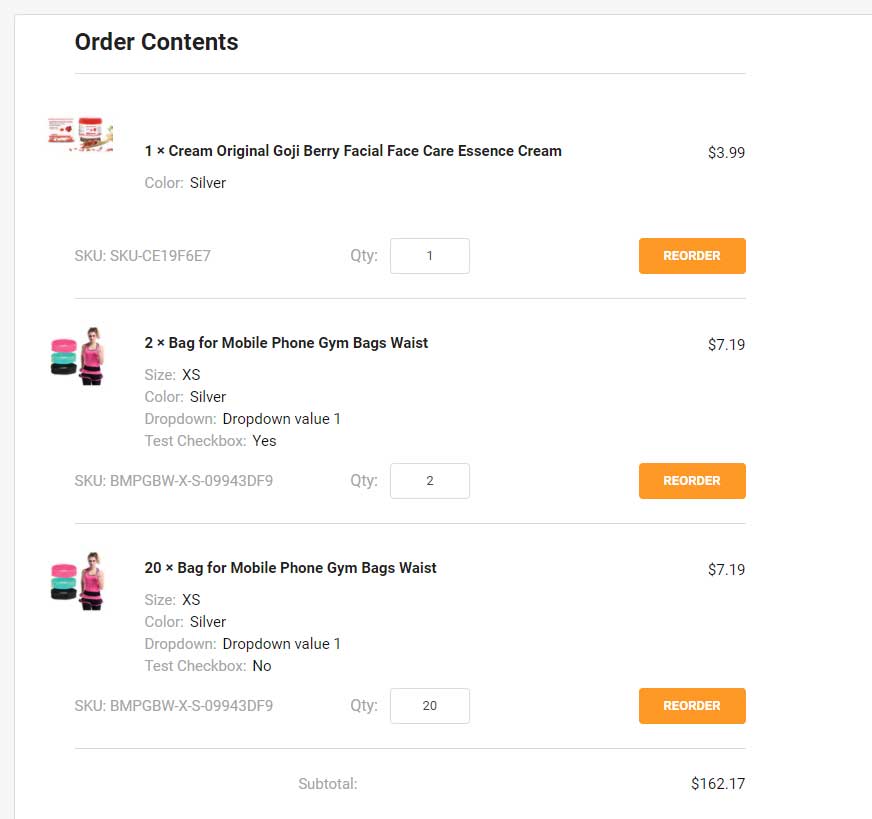 Order Contents
1 × Cream Original Goji Berry Facial Face Care Essence Cream $3.99
Color: Silver
SKU: SKU-CE19F6E7 Qty: 1 REORDER
2 × Bag for Mobile Phone Gym Bags Waist $7.19
Size: XS
Color: Silver
Dropdown: Dropdown value 1
Test Checkbox: Yes
SKU: BMPGBW-X-S-09943DF9 Qty: 2 REORDER
20 × Bag for Mobile Phone Gym Bags Waist $7.19
Size: XS
Color: Silver
Dropdown: Dropdown value 1
Test Checkbox: No
SKU: BMPGBW-X-S-09943DF9 Qty: 20 REORDER
Subtotal: $162.17